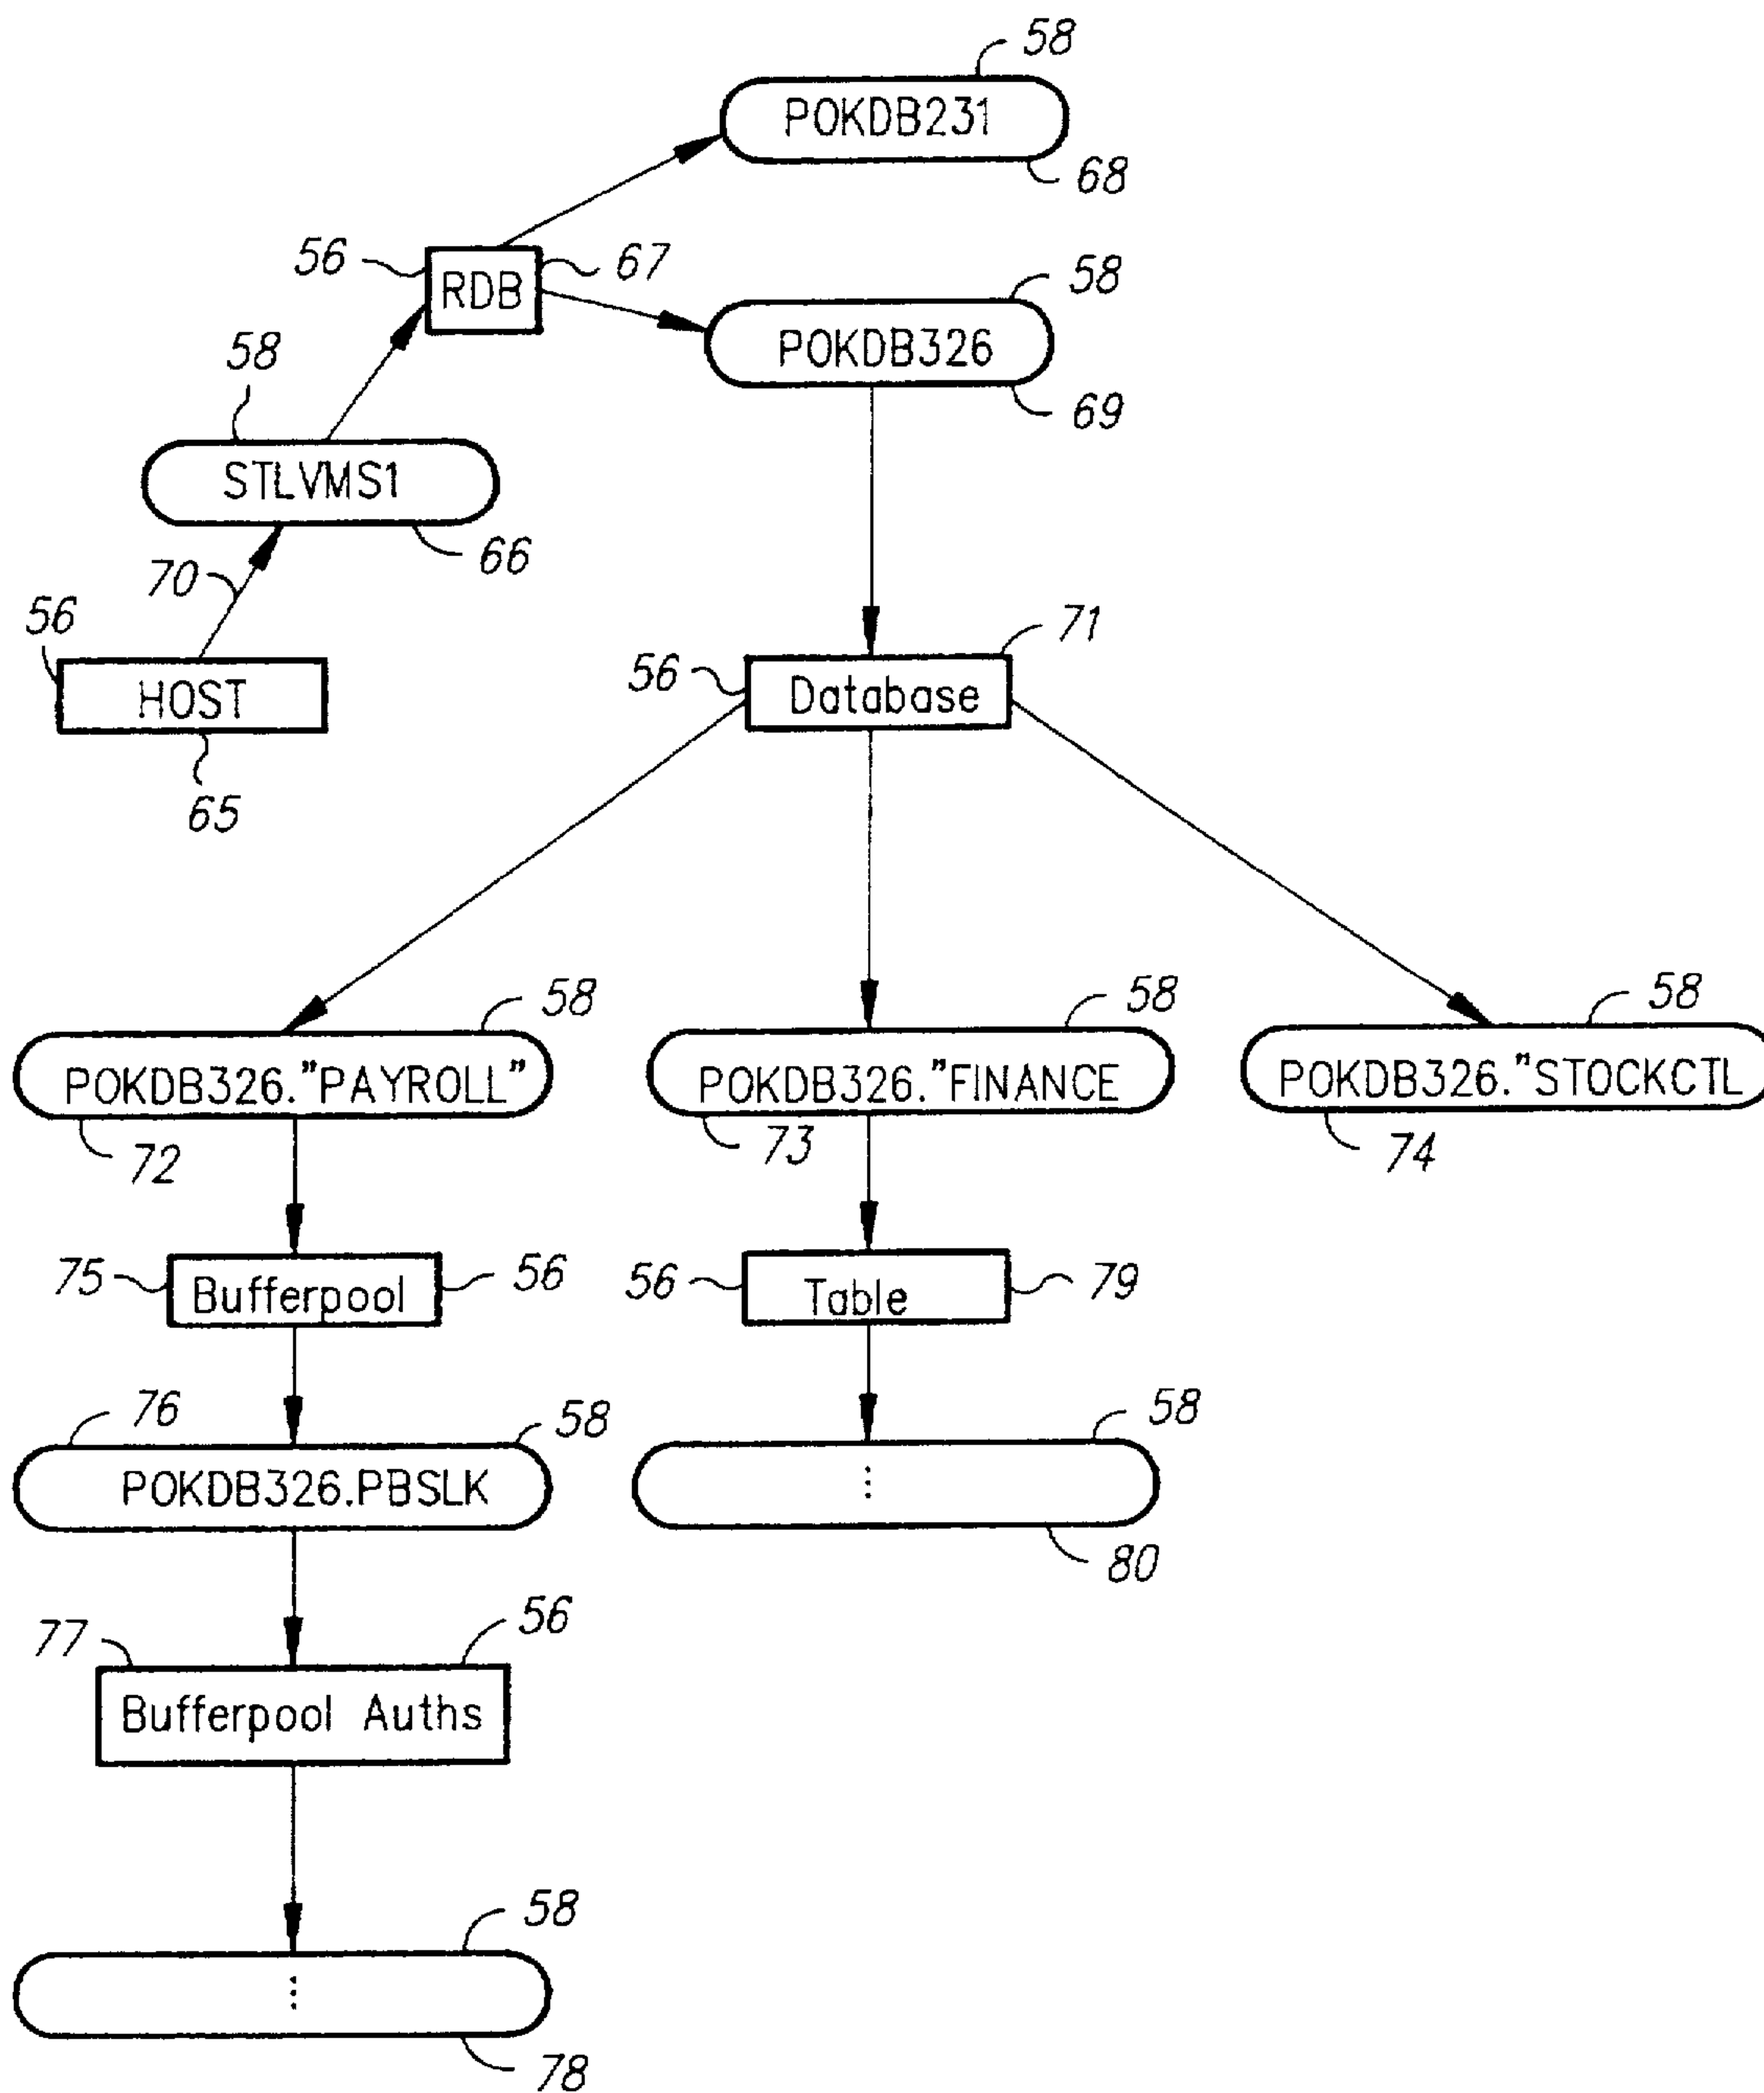 58
POKDB231
68
56
RDB
67
58
POKDB326
69
58
STLVMS1
66
70
56
HOST
65
71
56
Database
58
POKDB326."PAYROLL"
72
58
POKDB326."FINANCE
73
58
POKDB326."STOCKCTL
74
75
Bufferpool
56
56
Table
79
76
58
POKDB326.PBSLK
58
⋮
80
77
56
Bufferpool Auths
58
⋮
78